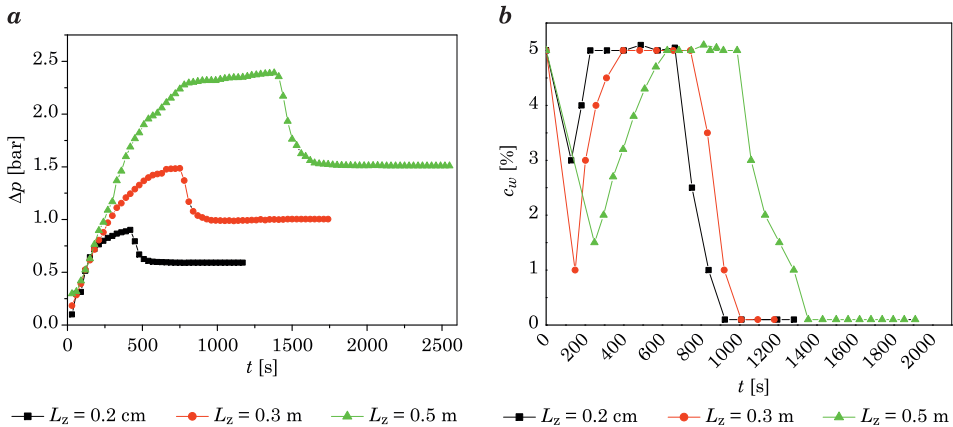 a
b
Δp [bar]
2.5
2.0
1.5
1.0
0.5
0.0
0 500 1000 1500 2000 2500
t [s]
c_w [%]
5
5
4
3
2
1
0
0 200 400 600 800 1000 1200 1400 1600 1800 2000
t [s]
L_z = 0.2 cm L_z = 0.3 m L_z = 0.5 m
L_z = 0.2 cm L_z = 0.3 m L_z = 0.5 m